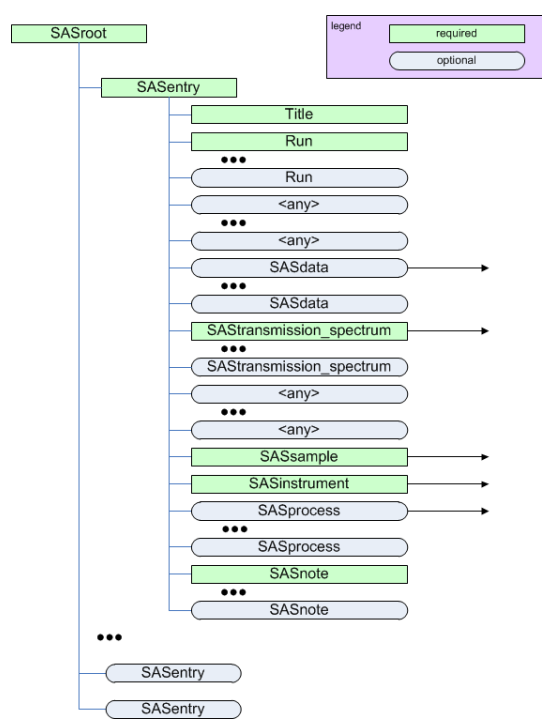 SASroot
legend
required
optional
SASentry
Title
Run
•••
Run
<any>
•••
<any>
SASdata
•••
SASdata
SAStransmission_spectrum
•••
SAStransmission_spectrum
<any>
•••
<any>
SASsample
SASinstrument
SASprocess
•••
SASprocess
SASnote
•••
SASnote
•••
SASentry
SASentry